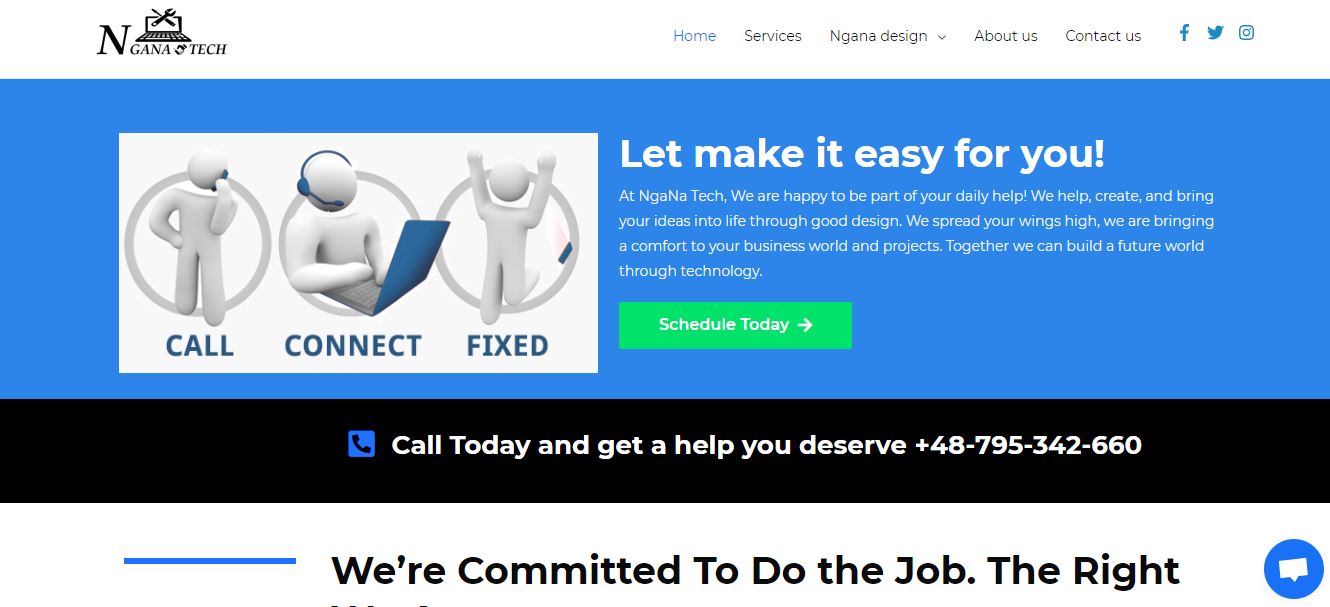 NGANA TECH
Home Services Ngana design About us Contact us
CALL CONNECT FIXED
Let make it easy for you!
At NgaNa Tech, We are happy to be part of your daily help! We help, create, and bring
your ideas into life through good design. We spread your wings high, we are bringing
a comfort to your business world and projects. Together we can build a future world
through technology.
Schedule Today
Call Today and get a help you deserve +48-795-342-660
We’re Committed To Do the Job. The Right